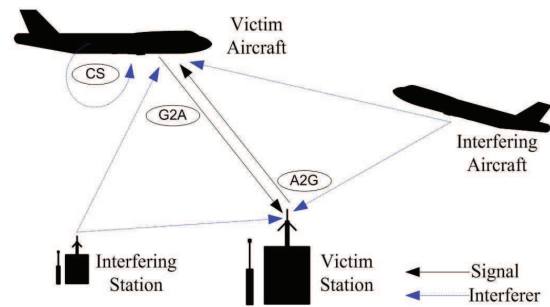 Victim
Aircraft
CS
G2A
Interfering
Aircraft
A2G
Interfering
Station
Victim
Station
Signal
Interferer